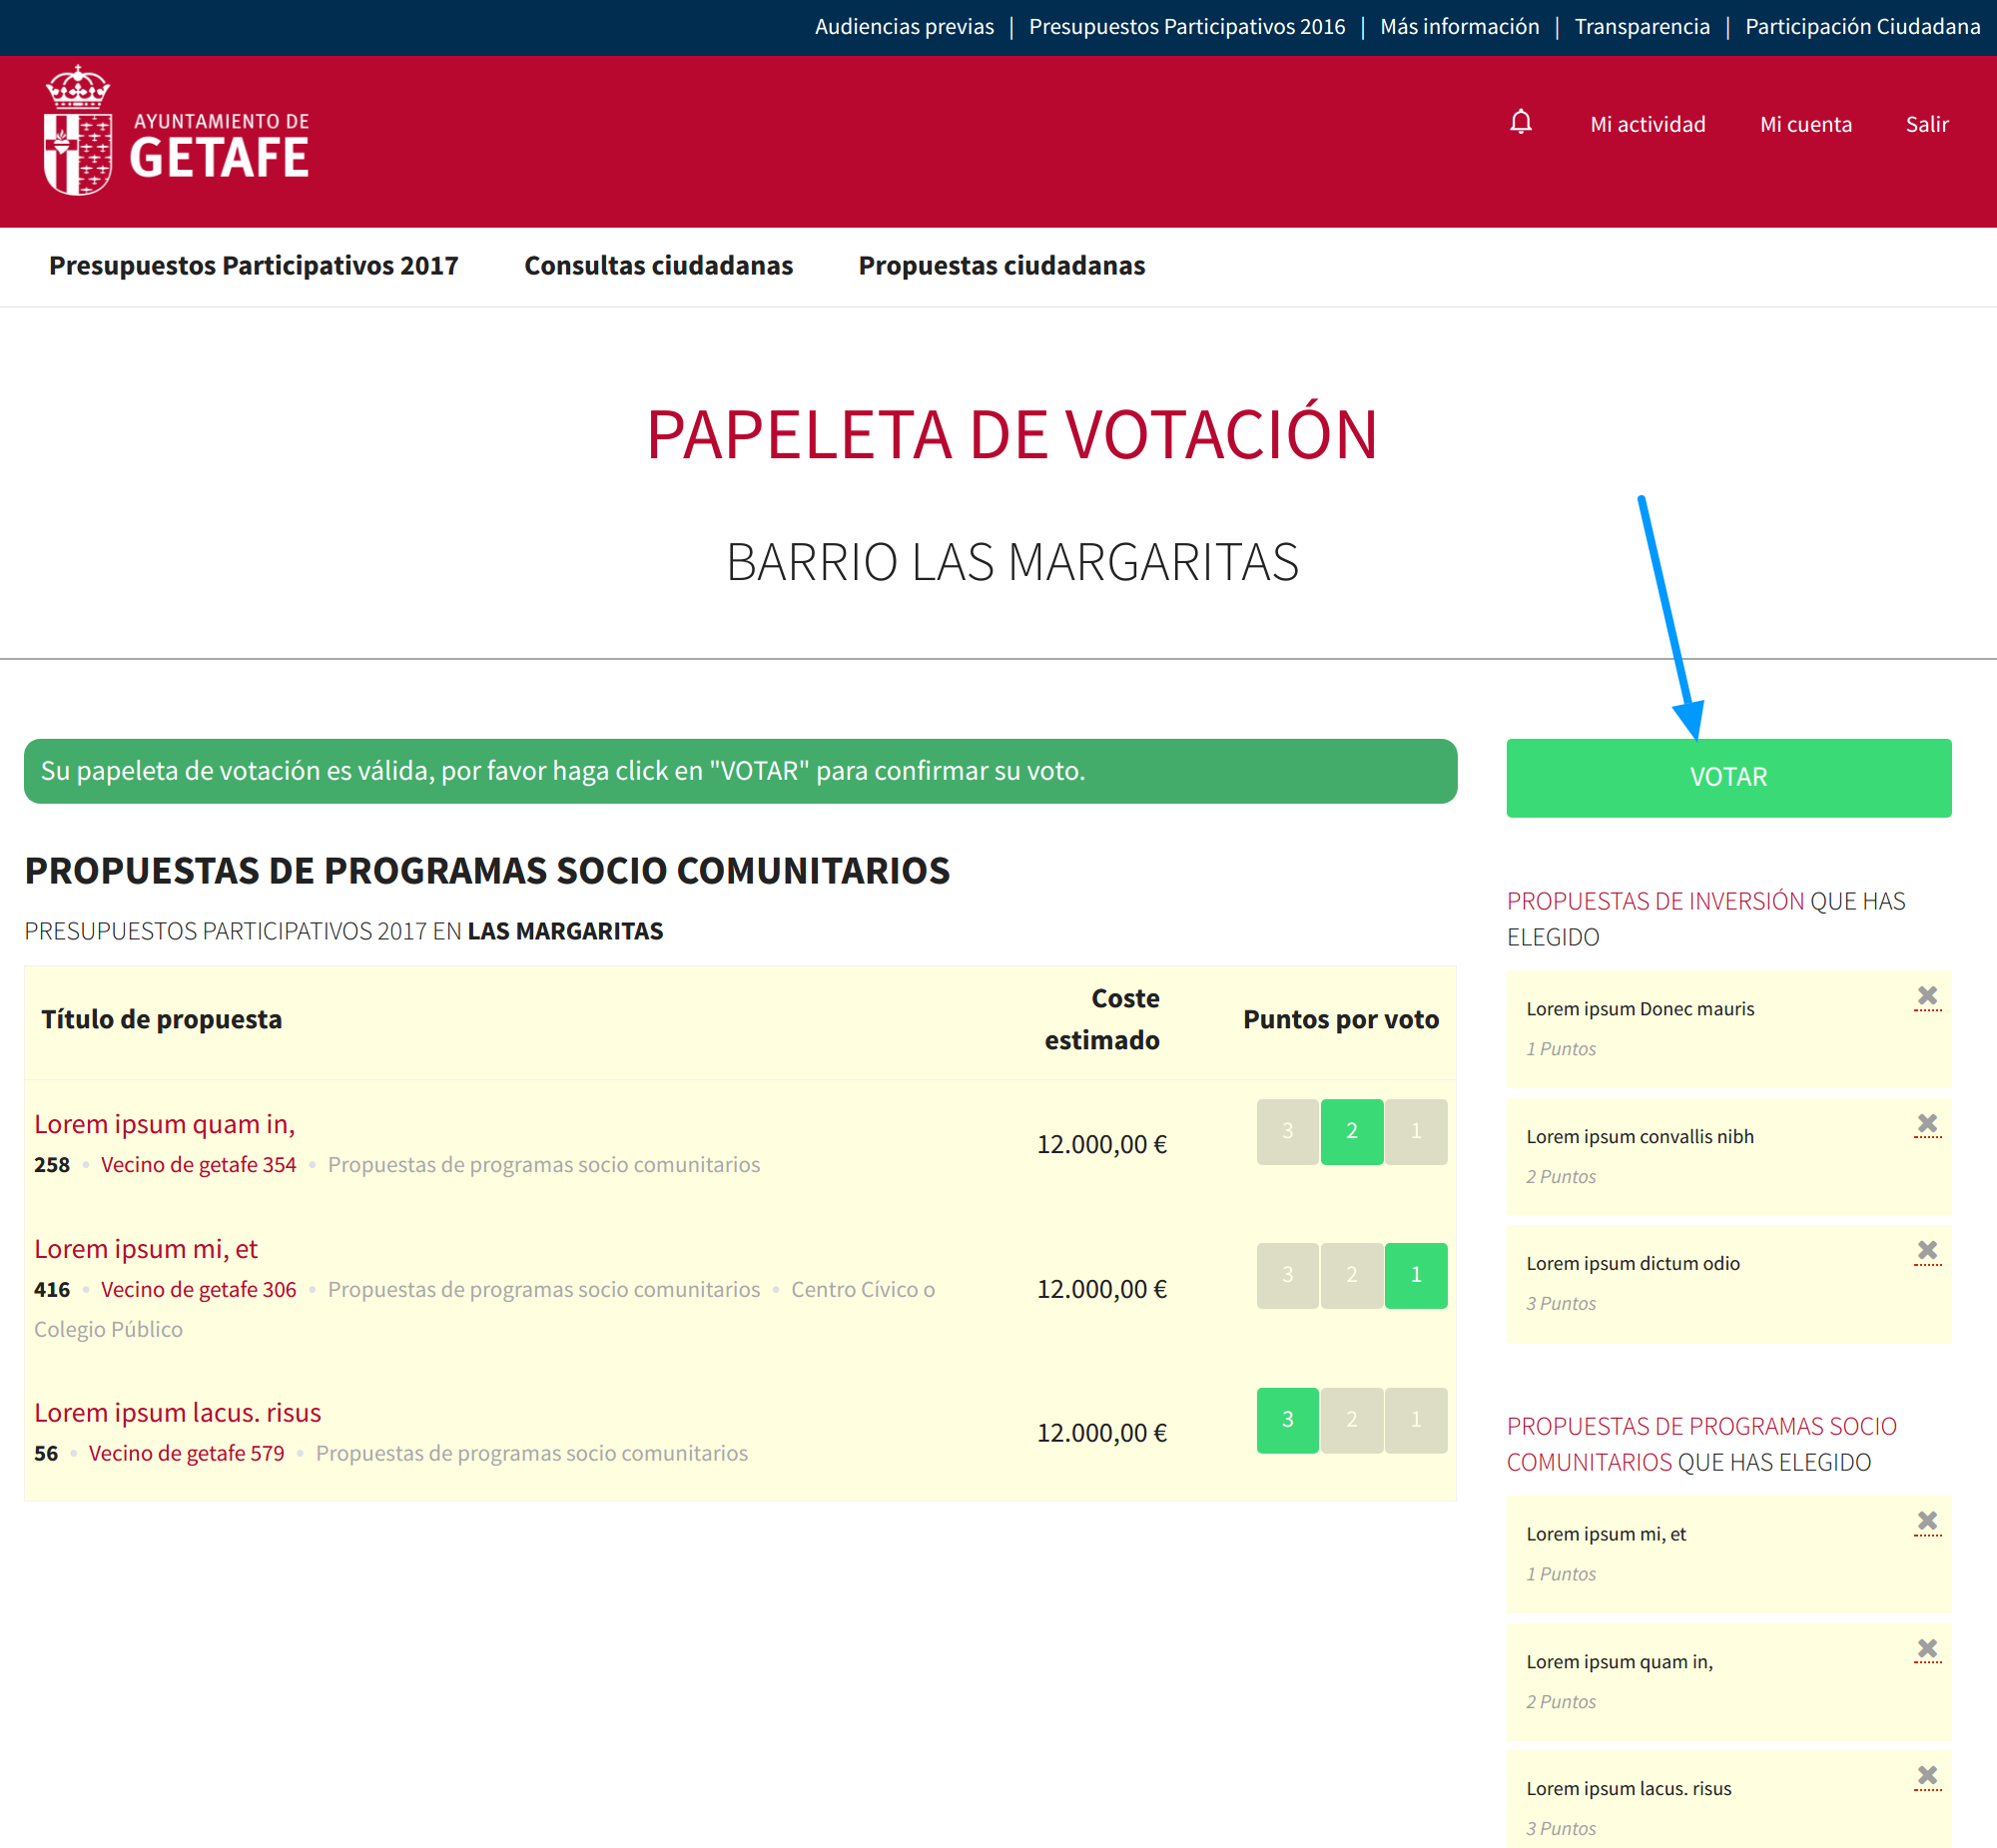 Audiencias previas | Presupuestos Participativos 2016 | Más información | Transparencia | Participación Ciudadana
AYUNTAMIENTO DE
GETAFE
Mi actividad
Mi cuenta
Salir
Presupuestos Participativos 2017
Consultas ciudadanas
Propuestas ciudadanas
PAPELETA DE VOTACIÓN
BARRIO LAS MARGARITAS
Su papeleta de votación es válida, por favor haga click en "VOTAR" para confirmar su voto.
PROPUESTAS DE PROGRAMAS SOCIO COMUNITARIOS
PRESUPUESTOS PARTICIPATIVOS 2017 EN LAS MARGARITAS
Título de propuesta
Coste
estimado
Puntos por voto
Lorem ipsum quam in,
258 • Vecino de getafe 354 • Propuestas de programas socio comunitarios
12.000,00 €
3 2 1
Lorem ipsum mi, et
416 • Vecino de getafe 306 • Propuestas de programas socio comunitarios • Centro Cívico o
Colegio Público
12.000,00 €
3 2 1
Lorem ipsum lacus. risus
56 • Vecino de getafe 579 • Propuestas de programas socio comunitarios
12.000,00 €
3 2 1
VOTAR
PROPUESTAS DE INVERSIÓN QUE HAS
ELEGIDO
Lorem ipsum Donec mauris
1 Puntos
Lorem ipsum convallis nibh
2 Puntos
Lorem ipsum dictum odio
3 Puntos
PROPUESTAS DE PROGRAMAS SOCIO
COMUNITARIOS QUE HAS ELEGIDO
Lorem ipsum mi, et
1 Puntos
Lorem ipsum quam in,
2 Puntos
Lorem ipsum lacus. risus
3 Puntos